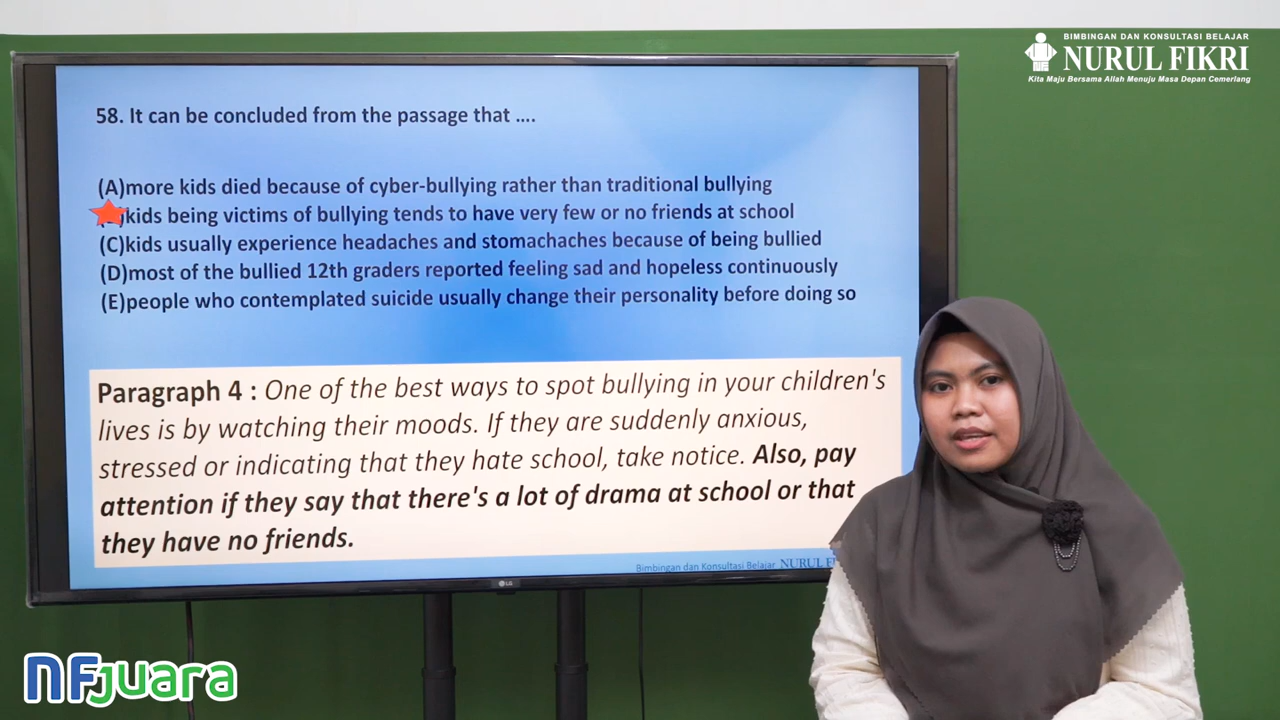 BIMBINGAN DAN KONSULTASI BELAJAR
NURUL FIKRI
Kita Maju Bersama Allah Menuju Masa Depan Cemerlang
58. It can be concluded from the passage that ....
(A)more kids died because of cyber-bullying rather than traditional bullying
kids being victims of bullying tends to have very few or no friends at school
(C)kids usually experience headaches and stomachaches because of being bullied
(D)most of the bullied 12th graders reported feeling sad and hopeless continuously
(E)people who contemplated suicide usually change their personality before doing so
Paragraph 4 : One of the best ways to spot bullying in your children's
lives is by watching their moods. If they are suddenly anxious,
stressed or indicating that they hate school, take notice. Also, pay
attention if they say that there's a lot of drama at school or that
they have no friends.
Bimbingan dan Konsultasi Belajar NURUL
LG
NFjuara